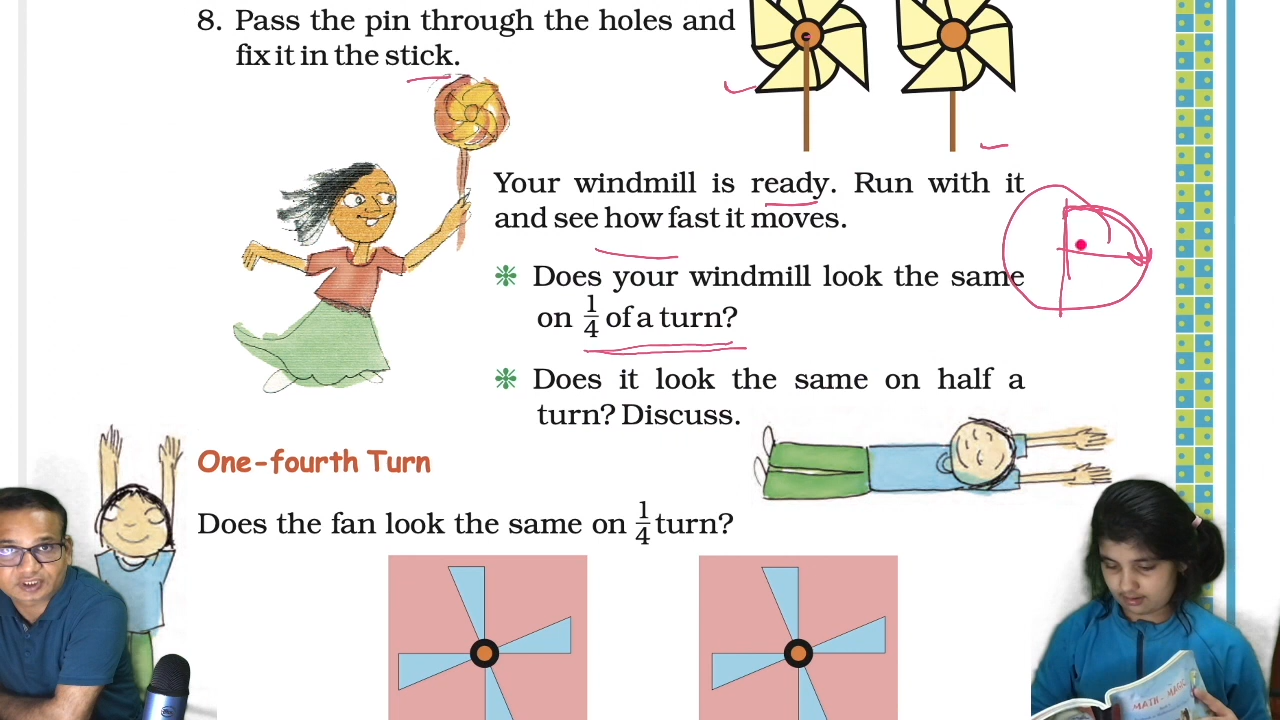 8. Pass the pin through the holes and
fix it in the stick.
Your windmill is ready. Run with it
and see how fast it moves.
❋ Does your windmill look the same
on 1/4 of a turn?
❋ Does it look the same on half a
turn? Discuss.
One-fourth Turn
Does the fan look the same on 1/4 turn?
MATH-MAGIC